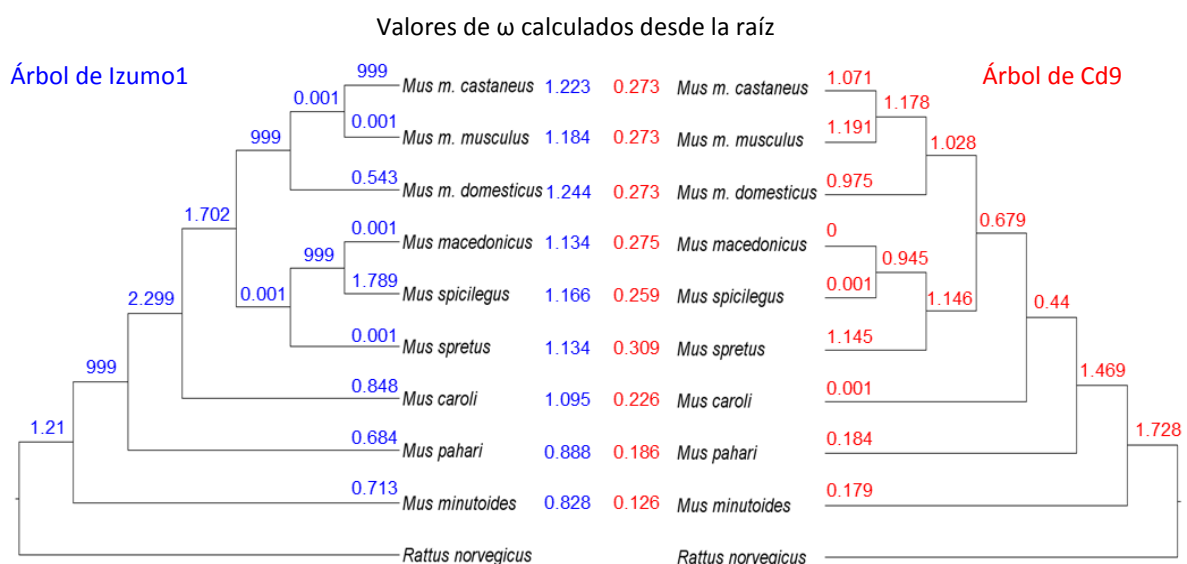 Valores de ω calculados desde la raíz
Árbol de Izumo1
Árbol de Cd9
999 Mus m. castaneus 1.223 0.273 Mus m. castaneus 1.071
0.001 1.178
0.001 Mus m. musculus 1.184 0.273 Mus m. musculus 1.191
999 1.028
0.543 Mus m. domesticus 1.244 0.273 Mus m. domesticus 0.975
1.702 0.679
0.001 Mus macedonicus 1.134 0.275 Mus macedonicus 0
999 0.945
1.789 Mus spicilegus 1.166 0.259 Mus spicilegus 0.001
2.299 0.001 1.146 0.44
0.001 Mus spretus 1.134 0.309 Mus spretus 1.145
999 1.469
0.848 Mus caroli 1.095 0.226 Mus caroli 0.001
1.21 1.728
0.684 Mus pahari 0.888 0.186 Mus pahari 0.184
0.713 Mus minutoides 0.828 0.126 Mus minutoides 0.179
Rattus norvegicus Rattus norvegicus